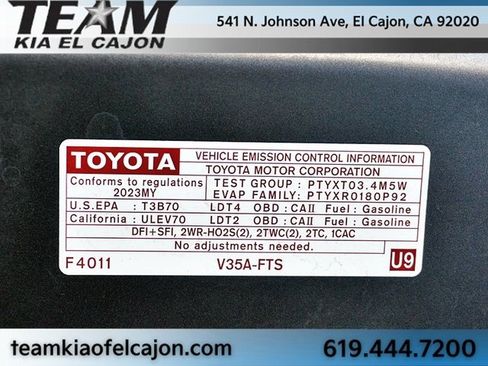 TEAM
KIA EL CAJON
541 N. Johnson Ave, El Cajon, CA 92020
TOYOTA
VEHICLE EMISSION CONTROL INFORMATION
TOYOTA MOTOR CORPORATION
Conforms to regulations
2023MY
TEST GROUP : PTYXT03.4M5W
EVAP FAMILY : PTYXR0180P92
U.S.EPA : T3B70 LDT4 OBD : CAII Fuel : Gasoline
California : ULEV70 LDT2 OBD : CAII Fuel : Gasoline
DFI+SFI, 2WR-HO2S(2), 2TWC(2), 2TC, 1CAC
No adjustments needed.
F4011 V35A-FTS U9
teamkiaofelcajon.com 619.444.7200